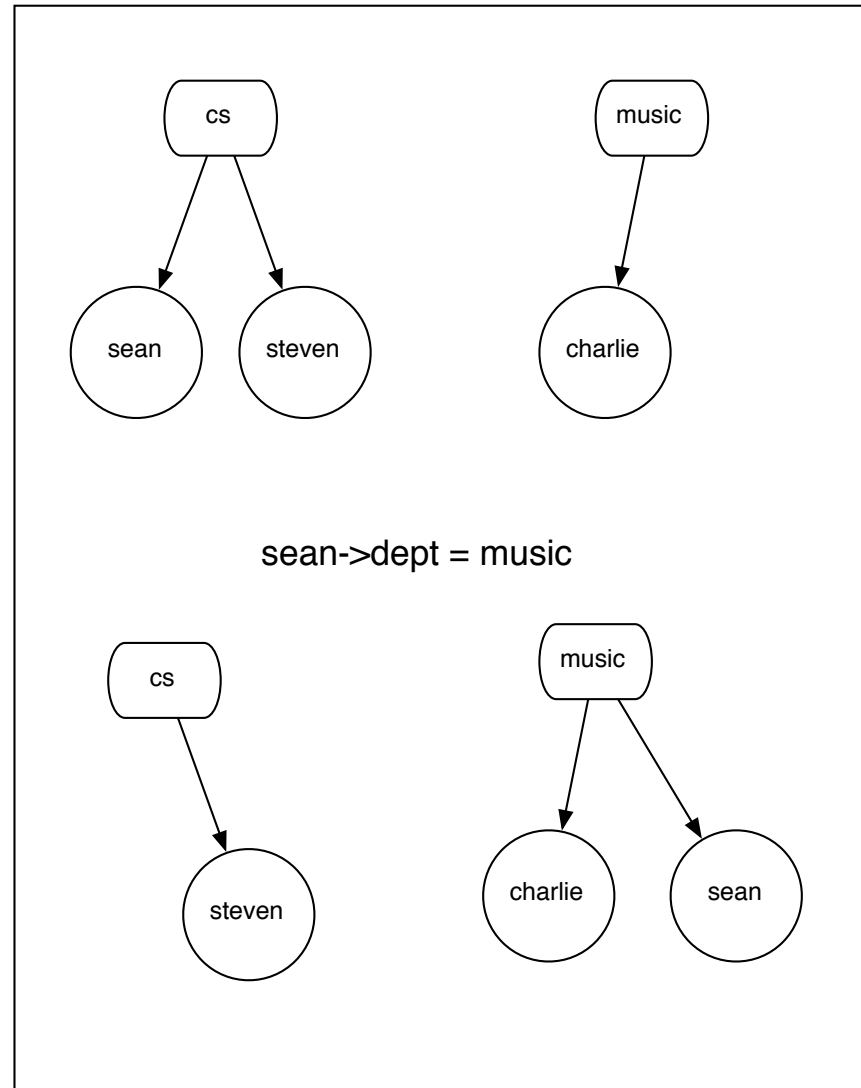 cs
music
sean
steven
charlie
sean->dept = music
cs
music
steven
charlie
sean